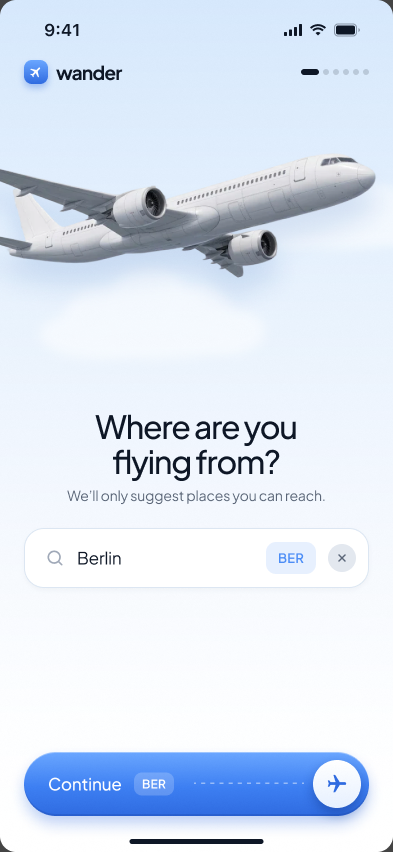 9:41
wander
Where are you
flying from?
We'll only suggest places you can reach.
Berlin BER
Continue BER